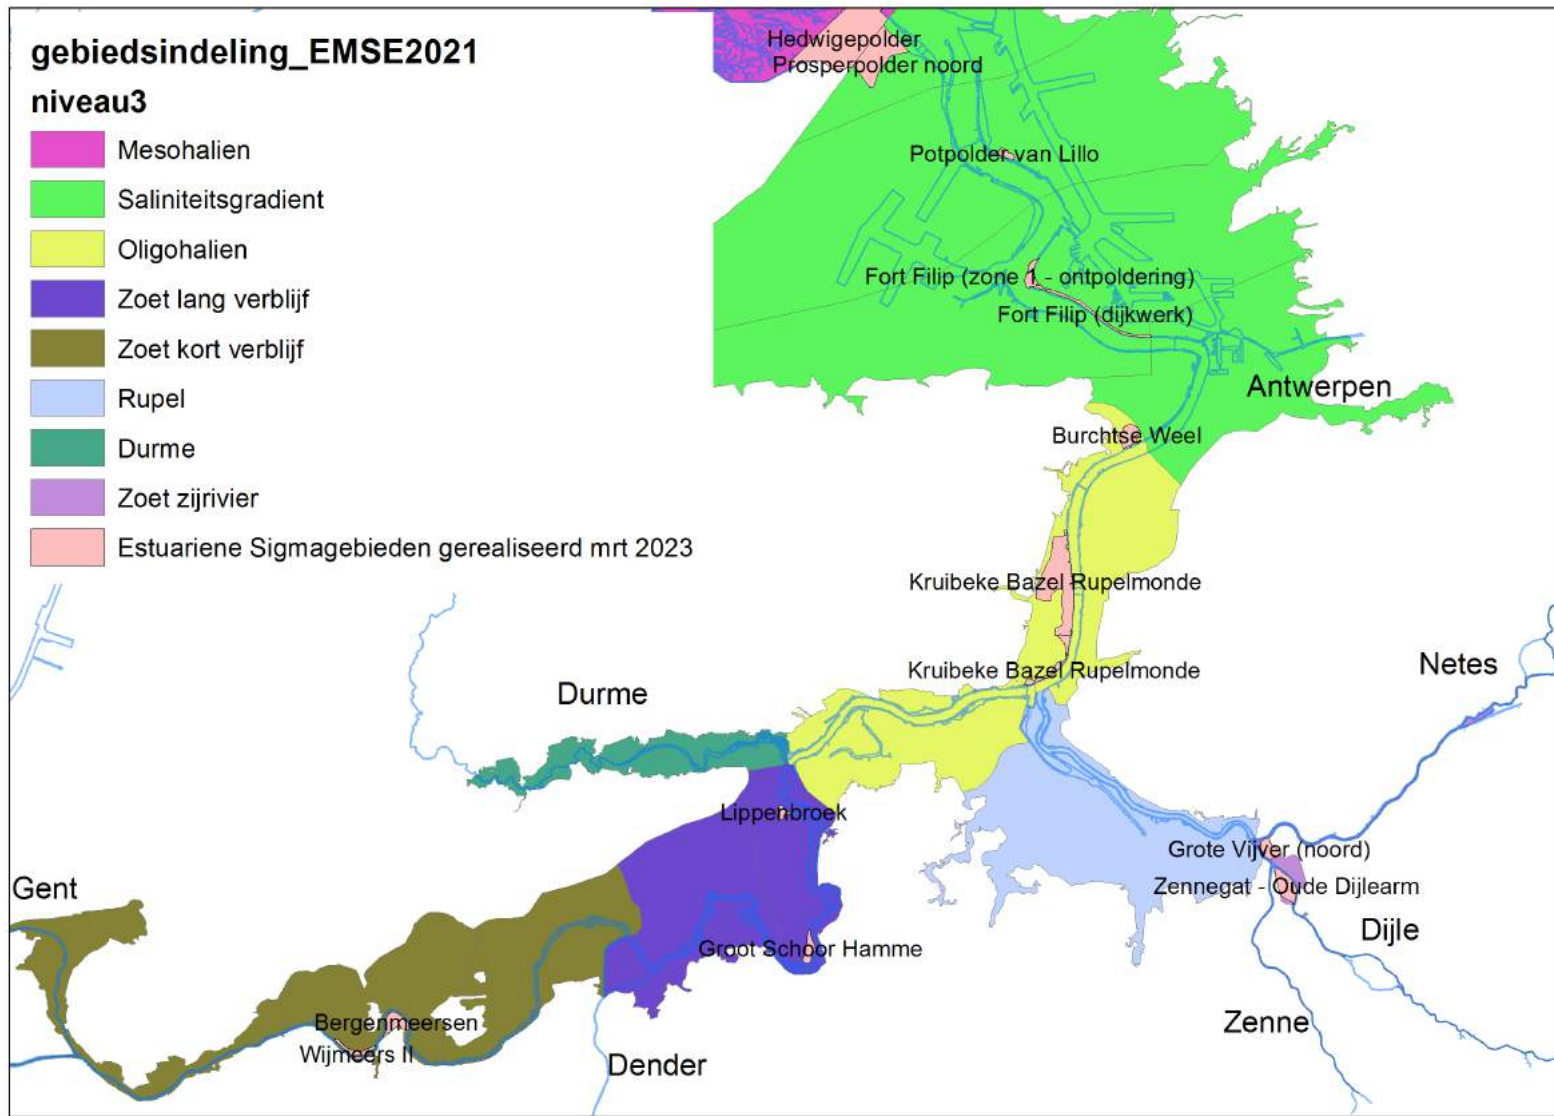 gebiedsindeling_EMSE2021
niveau3
Mesohalien
Saliniteitsgradient
Oligohalien
Zoet lang verblijf
Zoet kort verblijf
Rupel
Durme
Zoet zijrivier
Estuariene Sigmagebieden gerealiseerd mrt 2023
Hedwigepolder
Prosperpolder noord
Potpolder van Lillo
Fort Filip (zone 1 - ontpoldering)
Fort Filip (dijkwerk)
Antwerpen
Burchtse Weel
Kruibeke Bazel Rupelmonde
Kruibeke Bazel Rupelmonde
Netes
Durme
Lippenbroek
Grote Vijver (noord)
Zennegat - Oude Dijlearm
Gent
Dijle
Groot Schoor Hamme
Bergenmeersen
Zenne
Wijmeers II
Dender